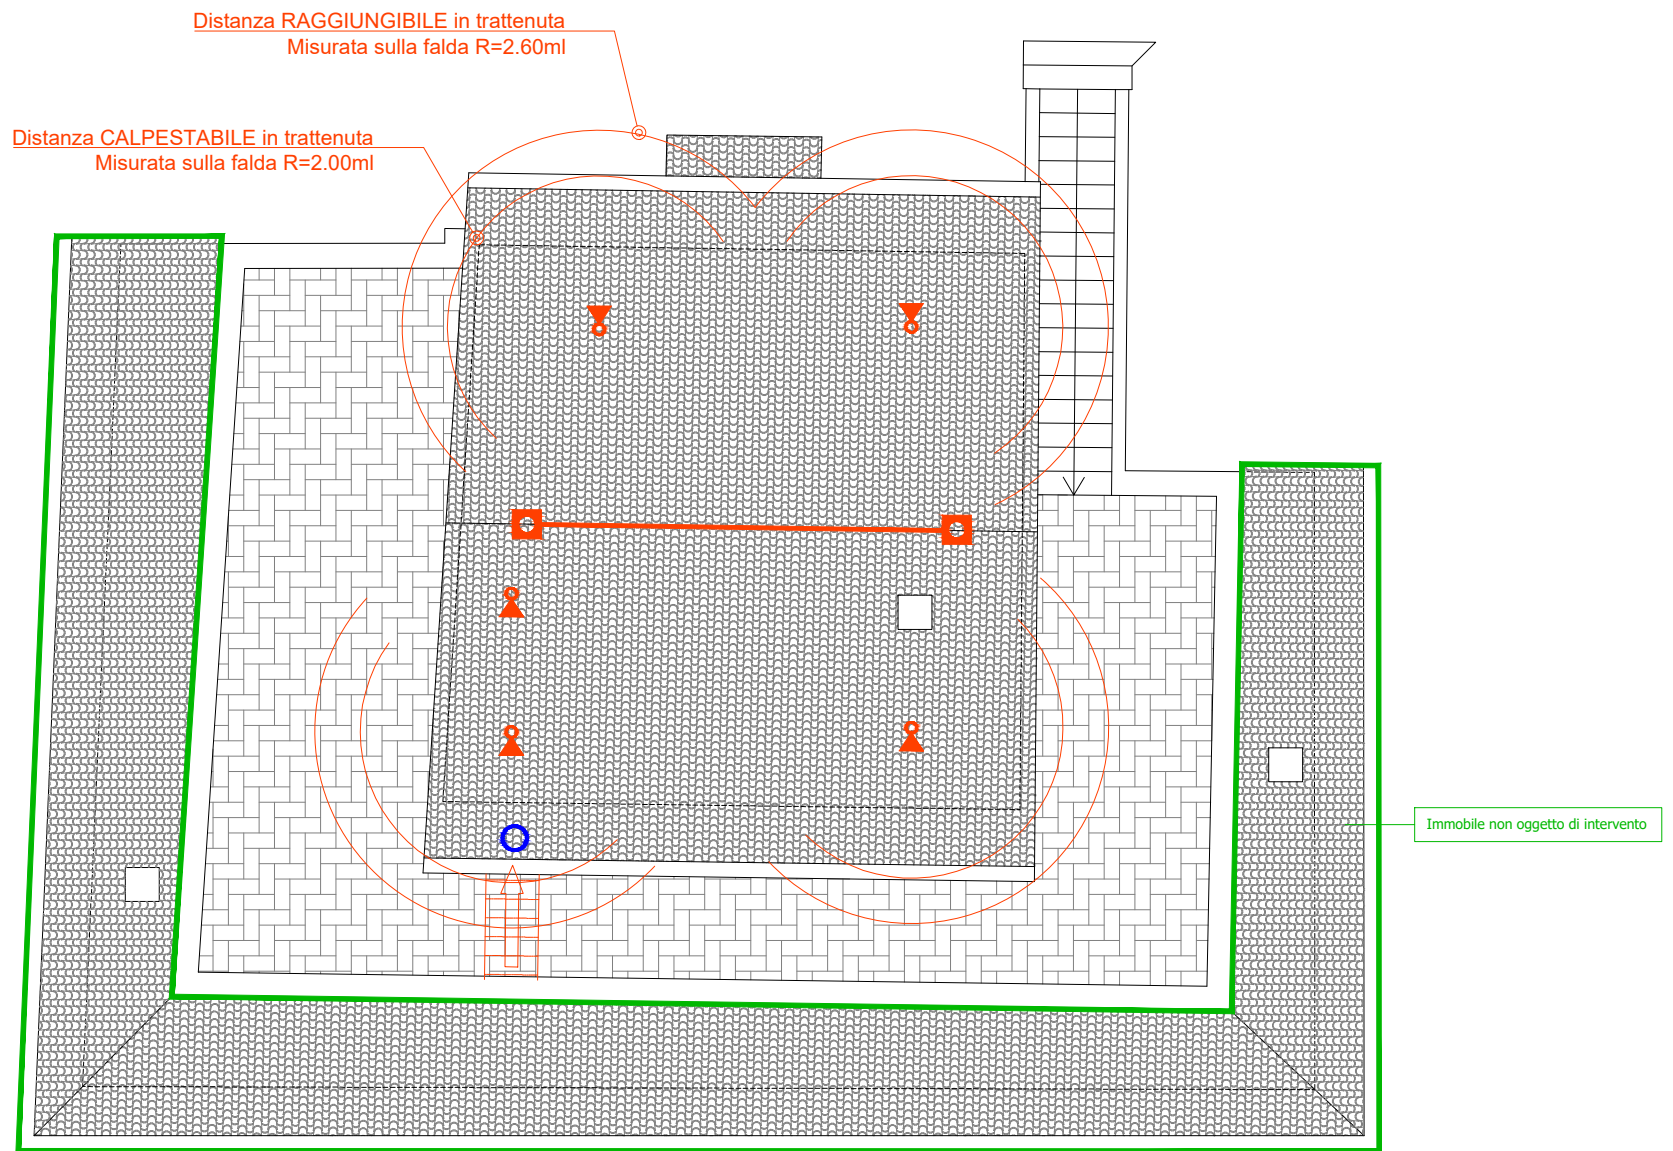 Distanza RAGGIUNGIBILE in trattenuta
Misurata sulla falda R=2.60ml
Distanza CALPESTABILE in trattenuta
Misurata sulla falda R=2.00ml
Immobile non oggetto di intervento